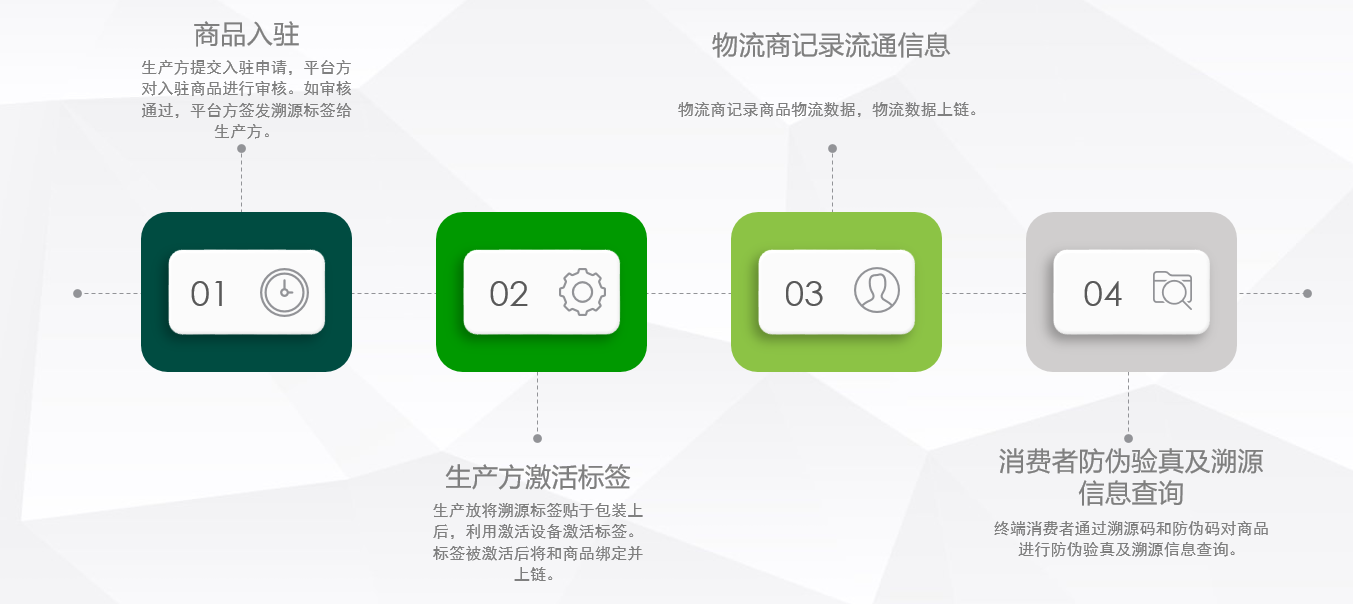 商品入驻
生产方提交入驻申请，平台方
对入驻商品进行审核。如审核
通过，平台方签发溯源标签给
生产方。
01
02
生产方激活标签
生产放将溯源标签贴于包装上
后，利用激活设备激活标签。
标签被激活后将和商品绑定并
上链。
物流商记录流通信息
物流商记录商品物流数据，物流数据上链。
03
04
消费者防伪验真及溯源
信息查询
终端消费者通过溯源码和防伪码对商品
进行防伪验真及溯源信息查询。